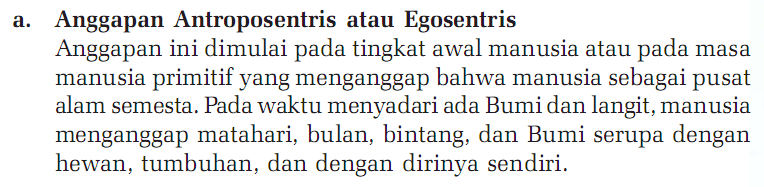 a. Anggapan Antroposentris atau Egosentris
Anggapan ini dimulai pada tingkat awal manusia atau pada masa
manusia primitif yang menganggap bahwa manusia sebagai pusat
alam semesta. Pada waktu menyadari ada Bumi dan langit, manusia
menganggap matahari, bulan, bintang, dan Bumi serupa dengan
hewan, tumbuhan, dan dengan dirinya sendiri.